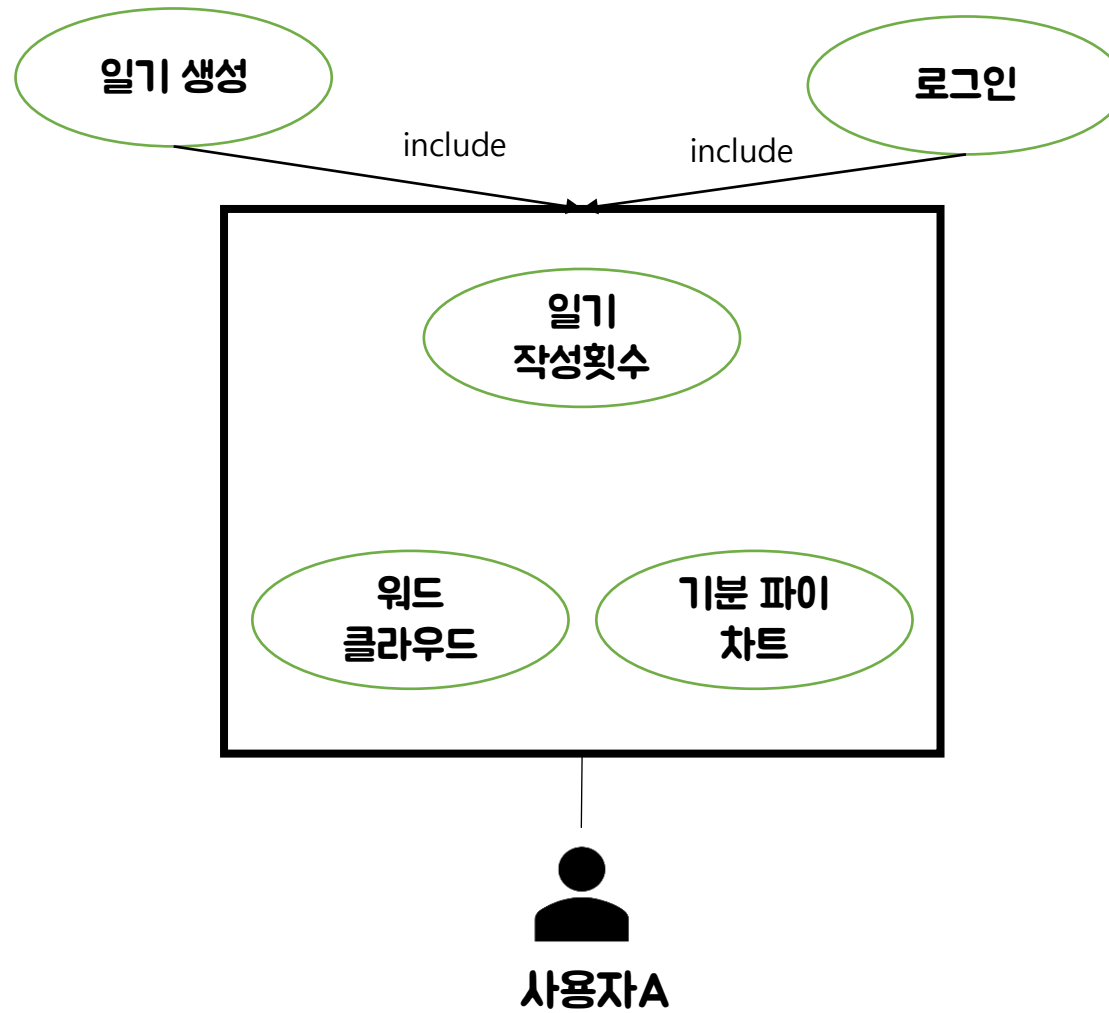 일기 생성
로그인
include
include
일기
작성횟수
워드
클라우드
기분 파이
차트
사용자A